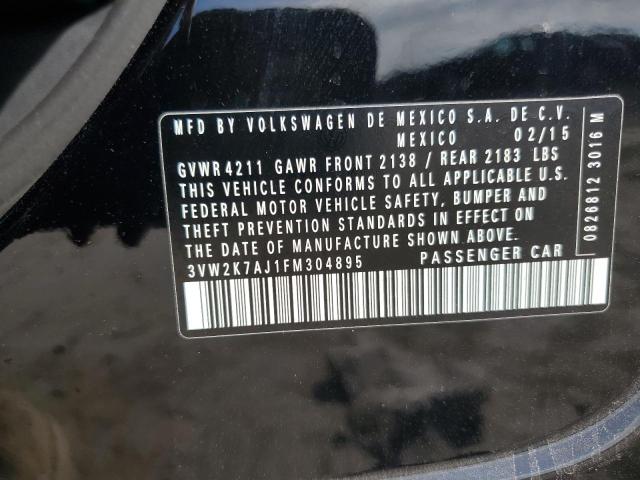 MFD BY VOLKSWAGEN DE MEXICO S.A. DE C.V.
MEXICO 02/15
GVWR 4211 GAWR FRONT 2138 / REAR 2183 LBS
THIS VEHICLE CONFORMS TO ALL APPLICABLE U.S.
FEDERAL MOTOR VEHICLE SAFETY, BUMPER AND
THEFT PREVENTION STANDARDS IN EFFECT ON
THE DATE OF MANUFACTURE SHOWN ABOVE.
3VW2K7AJ1FM304895 PASSENGER CAR
0826812 3016 M